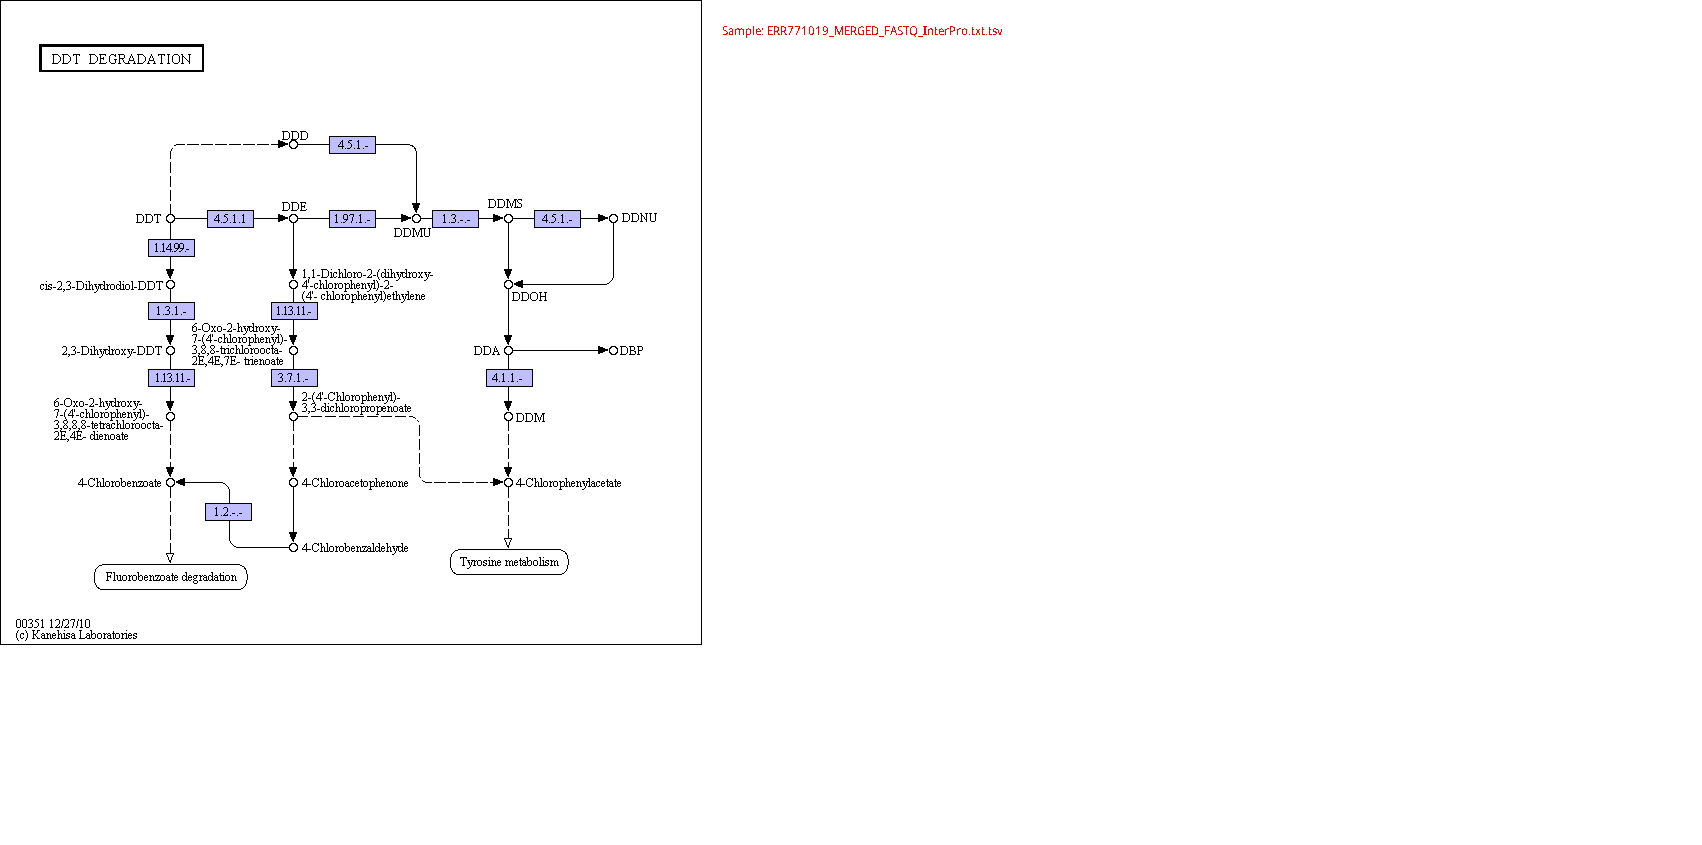 Sample: ERR771019_MERGED_FASTQ_InterPro.txt.tsv
DDT DEGRADATION
DDD
4.5.1.-
DDT
4.5.1.1
DDE
1.97.1.-
DDMU
1.3.-.-
DDMS
4.5.1.-
DDNU
1.14.99.-
cis-2,3-Dihydrodiol-DDT
1,1-Dichloro-2-(dihydroxy-
4'-chlorophenyl)-2-
(4'- chlorophenyl)ethylene
DDOH
1.3.1.-
1.13.11.-
2,3-Dihydroxy-DDT
6-Oxo-2-hydroxy-
7-(4'-chlorophenyl)-
3,8,8-trichloroocta-
2E,4E,7E- trienoate
DDA
DBP
1.13.11.-
3.7.1.-
4.1.1.-
6-Oxo-2-hydroxy-
7-(4'-chlorophenyl)-
3,8,8,8-tetrachloroocta-
2E,4E- dienoate
2-(4'-Chlorophenyl)-
3,3-dichloropropenoate
DDM
4-Chlorobenzoate
4-Chloroacetophenone
4-Chlorophenylacetate
1.2.-.-
4-Chlorobenzaldehyde
Fluorobenzoate degradation
Tyrosine metabolism
00351 12/27/10
(c) Kanehisa Laboratories